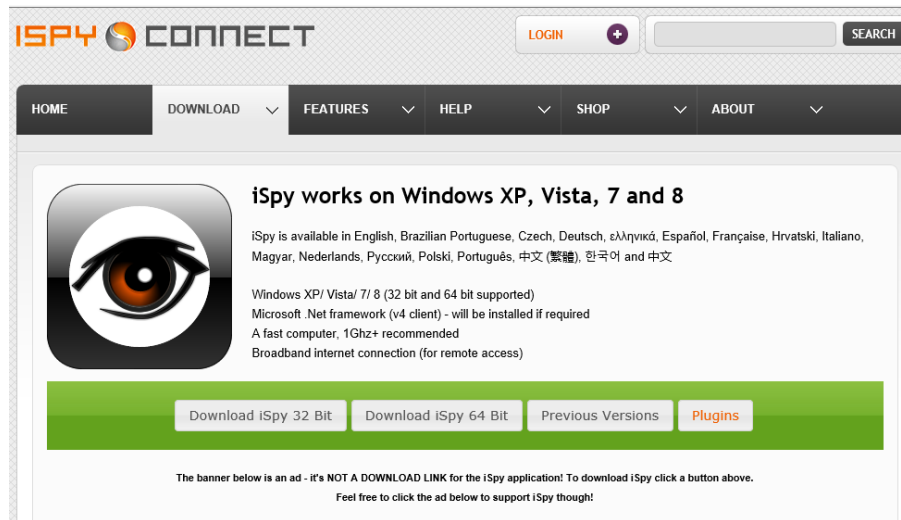 ISPY CONNECT
LOGIN
SEARCH
HOME DOWNLOAD FEATURES HELP SHOP ABOUT
iSpy works on Windows XP, Vista, 7 and 8
iSpy is available in English, Brazilian Portuguese, Czech, Deutsch, ελληνικά, Español, Française, Hrvatski, Italiano,
Magyar, Nederlands, Русский, Polski, Português, 中文 (繁體), 한국어 and 中文
Windows XP/ Vista/ 7/ 8 (32 bit and 64 bit supported)
Microsoft .Net framework (v4 client) - will be installed if required
A fast computer, 1Ghz+ recommended
Broadband internet connection (for remote access)
Download iSpy 32 Bit Download iSpy 64 Bit Previous Versions Plugins
The banner below is an ad - it's NOT A DOWNLOAD LINK for the iSpy application! To download iSpy click a button above.
Feel free to click the ad below to support iSpy though!